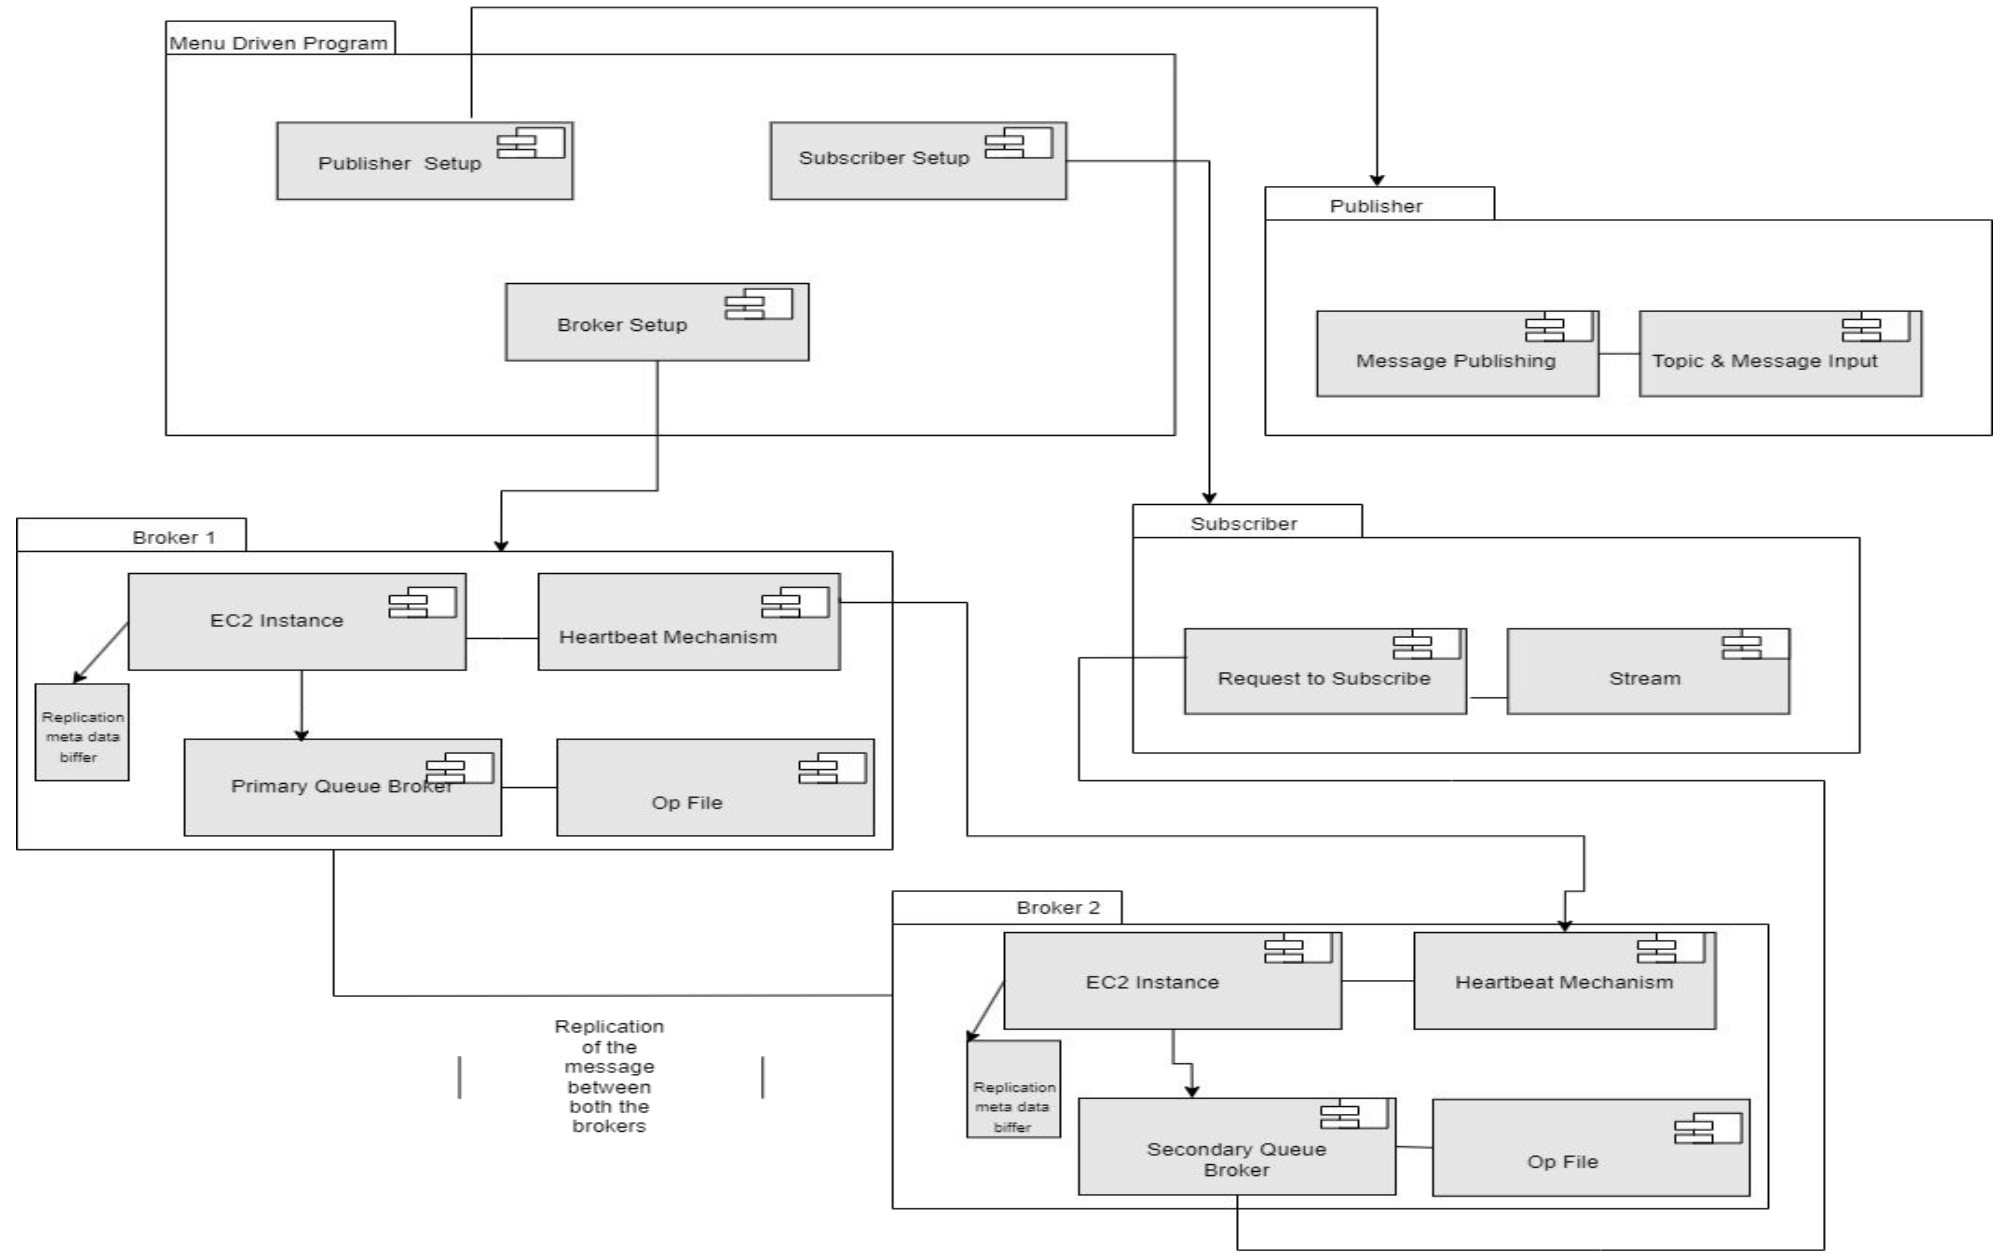 Menu Driven Program
Publisher  Setup
Subscriber Setup
Broker Setup
Publisher
Message Publishing
Topic & Message Input
Broker 1
EC2 Instance
Heartbeat Mechanism
Replication
meta data
biffer
Primary Queue Broker
Op File
Subscriber
Request to Subscribe
Stream
Replication
of the
message
between
both the
brokers
Broker 2
EC2 Instance
Heartbeat Mechanism
Replication
meta data
biffer
Secondary Queue
Broker
Op File